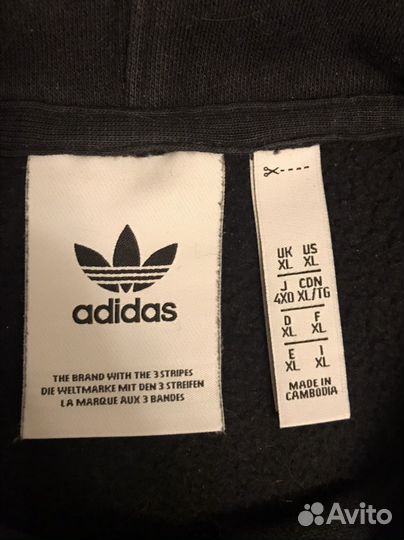 adidas
THE BRAND WITH THE 3 STRIPES
DIE WELTMARKE MIT DEN 3 STREIFEN
LA MARQUE AUX 3 BANDES
UK US
XL XL
J CDN
4XO XL/TG
D F
XL XL
E I
XL XL
MADE IN
CAMBODIA
Avito